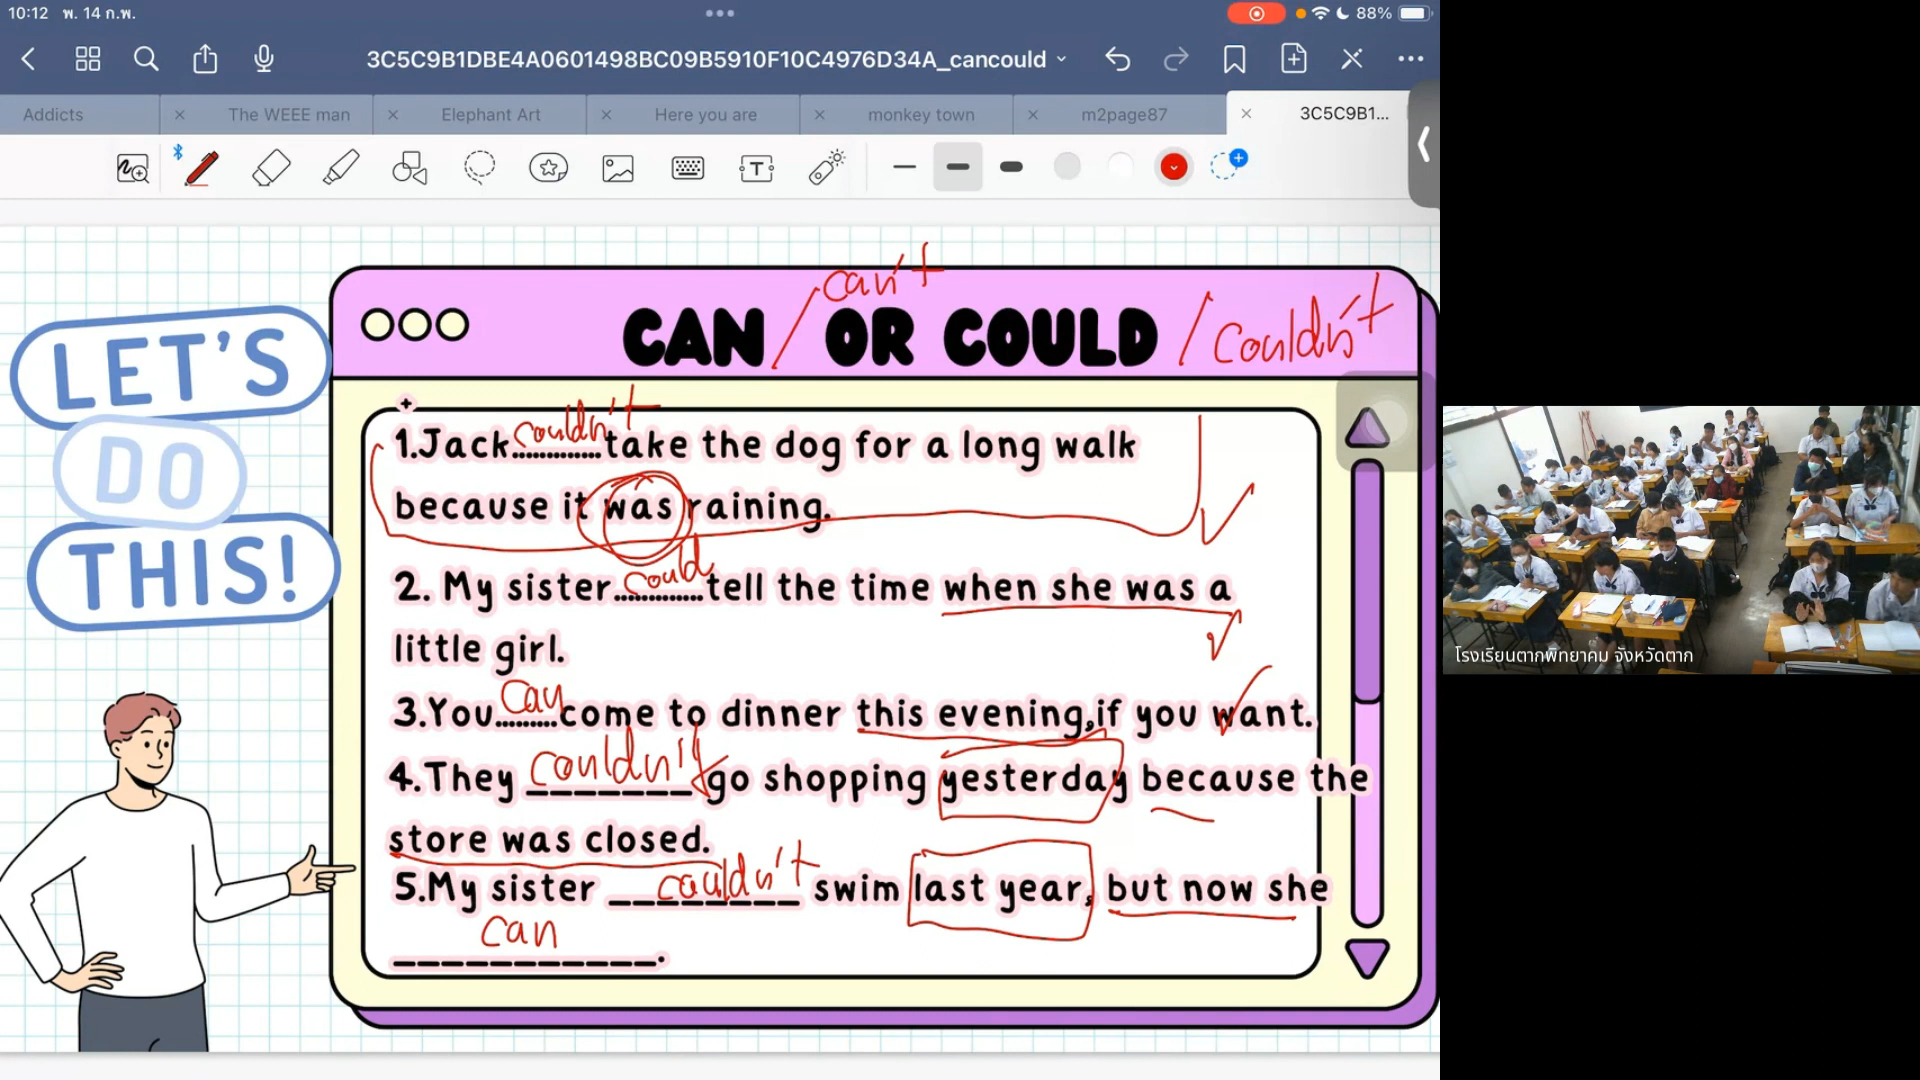 10:12 พ. 14 ก.พ.
88%
3C5C9B1DBE4A0601498BC09B5910F10C4976D34A_cancould
Addicts
The WEEE man
Elephant Art
Here you are
monkey town
m2page87
3C5C9B1...
LET'S
DO
THIS!
can't
CAN / OR COULD / Couldn't
1.Jack couldn't take the dog for a long walk
because it was raining.
2. My sister could tell the time when she was a
little girl.
3.You can come to dinner this evening,if you want.
4.They couldn't go shopping yesterday because the
store was closed.
5.My sister couldn't swim last year, but now she
can.
โรงเรียนตากพิทยาคม จังหวัดตาก